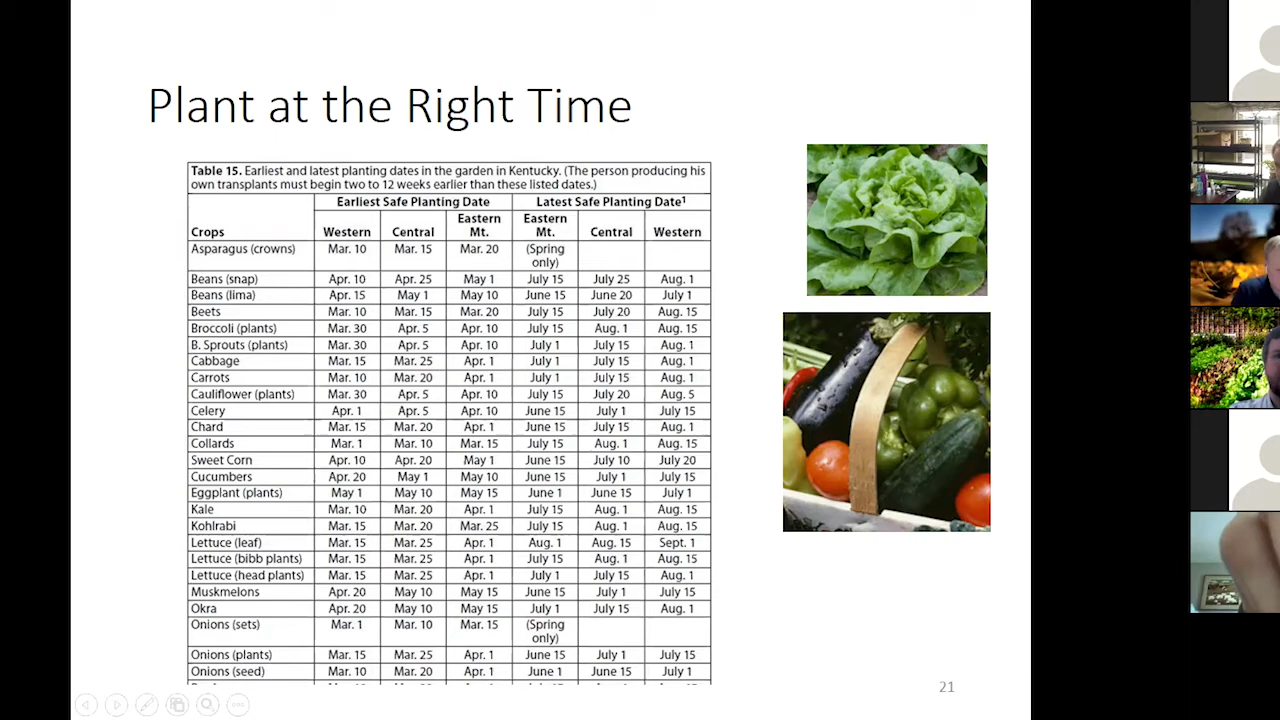 Plant at the Right Time
Table 15. Earliest and latest planting dates in the garden in Kentucky. (The person producing his
own transplants must begin two to 12 weeks earlier than these listed dates.)
Earliest Safe Planting Date Latest Safe Planting Date¹
Eastern Eastern
Crops Western Central Mt. Mt. Central Western
Asparagus (crowns) Mar. 10 Mar. 15 Mar. 20 (Spring
only)
Beans (snap) Apr. 10 Apr. 25 May 1 July 15 July 25 Aug. 1
Beans (lima) Apr. 15 May 1 May 10 June 15 June 20 July 1
Beets Mar. 10 Mar. 15 Mar. 20 July 15 July 20 Aug. 15
Broccoli (plants) Mar. 30 Apr. 5 Apr. 10 July 15 Aug. 1 Aug. 15
B. Sprouts (plants) Mar. 30 Apr. 5 Apr. 10 July 1 July 15 Aug. 1
Cabbage Mar. 15 Mar. 25 Apr. 1 July 1 July 15 Aug. 1
Carrots Mar. 10 Mar. 20 Apr. 1 July 1 July 15 Aug. 1
Cauliflower (plants) Mar. 30 Apr. 5 Apr. 10 July 15 July 20 Aug. 5
Celery Apr. 1 Apr. 5 Apr. 10 June 15 July 1 July 15
Chard Mar. 15 Mar. 20 Apr. 1 June 15 July 15 Aug. 1
Collards Mar. 1 Mar. 10 Mar. 15 July 15 Aug. 1 Aug. 15
Sweet Corn Apr. 10 Apr. 20 May 1 June 15 July 10 July 20
Cucumbers Apr. 20 May 1 May 10 June 15 July 1 July 15
Eggplant (plants) May 1 May 10 May 15 June 1 June 15 July 1
Kale Mar. 10 Mar. 20 Apr. 1 July 15 Aug. 1 Aug. 15
Kohlrabi Mar. 15 Mar. 20 Mar. 25 July 15 Aug. 1 Aug. 15
Lettuce (leaf) Mar. 15 Mar. 25 Apr. 1 Aug. 1 Aug. 15 Sept. 1
Lettuce (bibb plants) Mar. 15 Mar. 25 Apr. 1 July 15 Aug. 1 Aug. 15
Lettuce (head plants) Mar. 15 Mar. 25 Apr. 1 July 1 July 15 Aug. 1
Muskmelons Apr. 20 May 10 May 15 June 15 July 1 July 15
Okra Apr. 20 May 10 May 15 July 1 July 15 Aug. 1
Onions (sets) Mar. 1 Mar. 10 Mar. 15 (Spring
only)
Onions (plants) Mar. 15 Mar. 25 Apr. 1 June 15 July 1 July 15
Onions (seed) Mar. 10 Mar. 20 Apr. 1 June 1 June 15 July 1
21